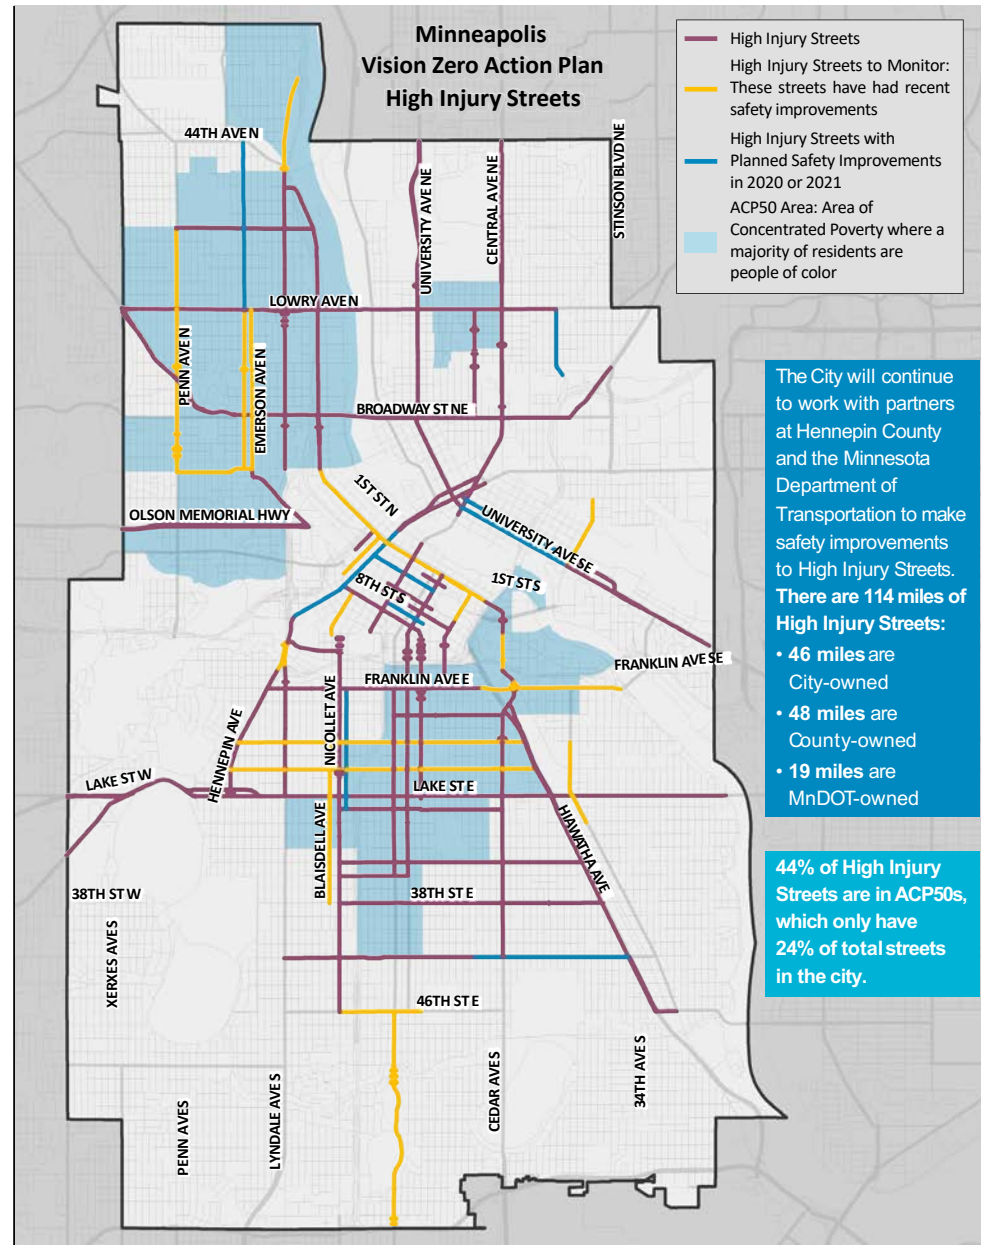 Minneapolis
Vision Zero Action Plan
High Injury Streets
High Injury Streets
High Injury Streets to Monitor:
These streets have had recent
safety improvements
High Injury Streets with
Planned Safety Improvements
in 2020 or 2021
ACP50 Area: Area of
Concentrated Poverty where a
majority of residents are
people of color
44TH AVE N
UNIVERSITY AVE NE
CENTRAL AVE NE
STINSON BLVD NE
LOWRY AVE N
PENN AVE N
EMERSON AVE N
BROADWAY ST NE
1ST ST N
OLSON MEMORIAL HWY
UNIVERSITY AVE SE
8TH ST S
1ST ST S
FRANKLIN AVE SE
FRANKLIN AVE E
NICOLLET AVE
HENNEPIN AVE
LAKE ST W
LAKE ST E
BLAISDELL AVE
HIAWATHA AVE
38TH ST W
38TH ST E
XERXES AVE S
46TH ST E
PENN AVE S
LYNDALE AVE S
CEDAR AVE S
34TH AVE S
The City will continue
to work with partners
at Hennepin County
and the Minnesota
Department of
Transportation to make
safety improvements
to High Injury Streets.
There are 114 miles of
High Injury Streets:
• 46 miles are
City-owned
• 48 miles are
County-owned
• 19 miles are
MnDOT-owned
44% of High Injury
Streets are in ACP50s,
which only have
24% of total streets
in the city.